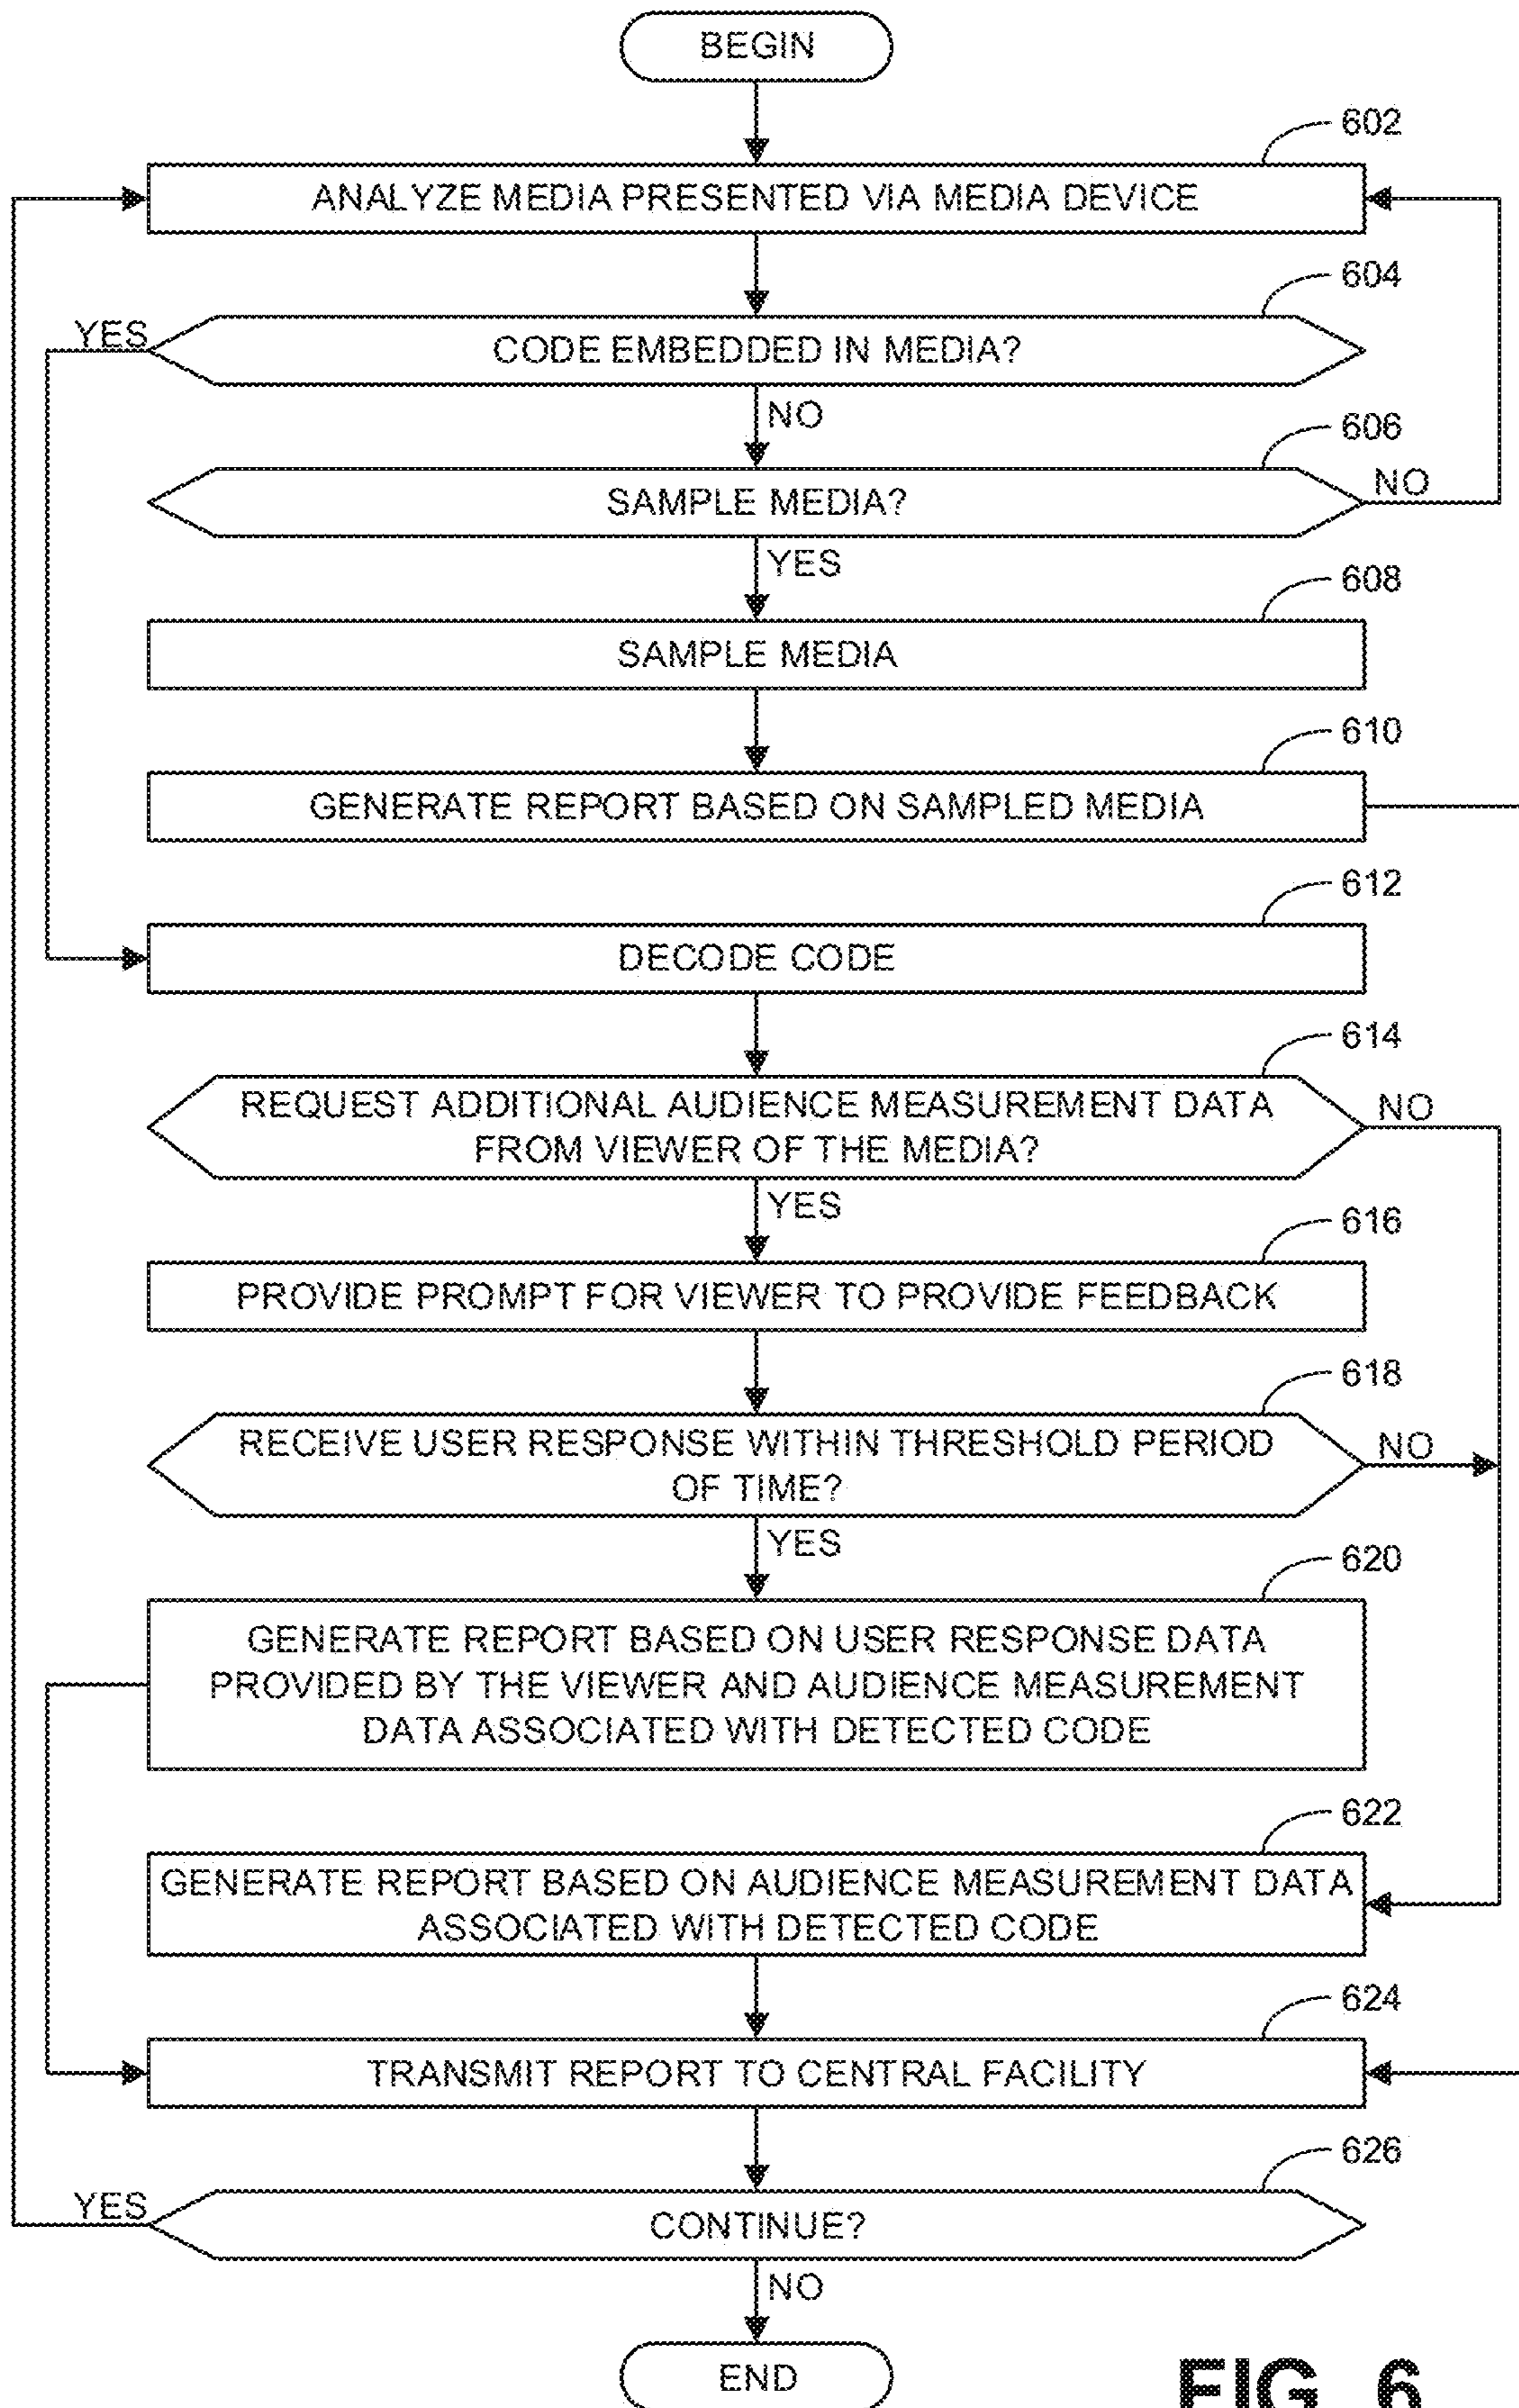 BEGIN
602
ANALYZE MEDIA PRESENTED VIA MEDIA DEVICE
604
YES
CODE EMBEDDED IN MEDIA?
NO
606
SAMPLE MEDIA?
NO
YES
608
SAMPLE MEDIA
610
GENERATE REPORT BASED ON SAMPLED MEDIA
612
DECODE CODE
614
REQUEST ADDITIONAL AUDIENCE MEASUREMENT DATA
FROM VIEWER OF THE MEDIA?
NO
YES
616
PROVIDE PROMPT FOR VIEWER TO PROVIDE FEEDBACK
618
RECEIVE USER RESPONSE WITHIN THRESHOLD PERIOD
OF TIME?
NO
YES
620
GENERATE REPORT BASED ON USER RESPONSE DATA
PROVIDED BY THE VIEWER AND AUDIENCE MEASUREMENT
DATA ASSOCIATED WITH DETECTED CODE
622
GENERATE REPORT BASED ON AUDIENCE MEASUREMENT DATA
ASSOCIATED WITH DETECTED CODE
624
TRANSMIT REPORT TO CENTRAL FACILITY
626
YES
CONTINUE?
NO
END
FIG. 6